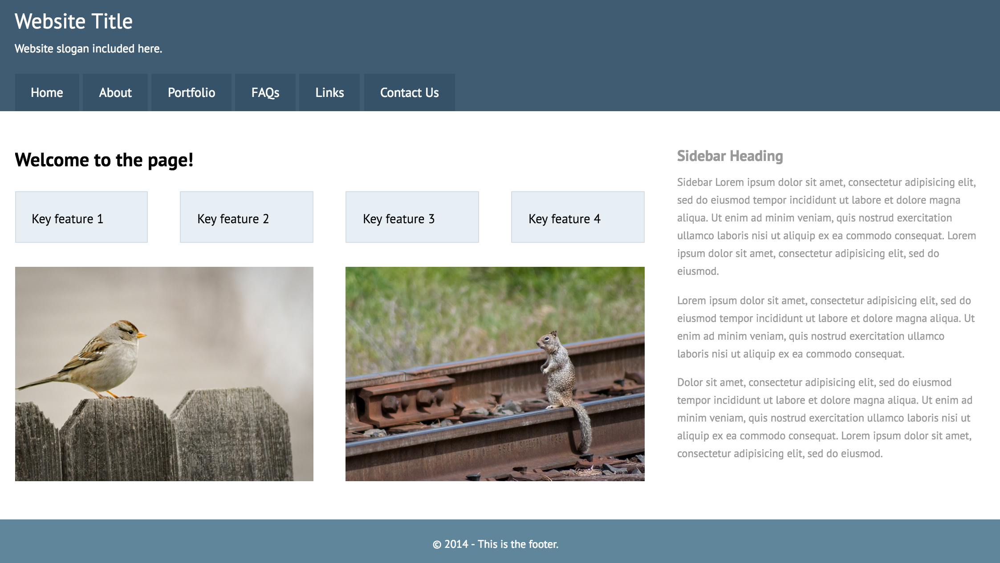 Website Title
Website slogan included here.
Home
About
Portfolio
FAQs
Links
Contact Us
Welcome to the page!
Key feature 1
Key feature 2
Key feature 3
Key feature 4
Sidebar Heading
Sidebar Lorem ipsum dolor sit amet, consectetur adipisicing elit,
sed do eiusmod tempor incididunt ut labore et dolore magna
aliqua. Ut enim ad minim veniam, quis nostrud exercitation
ullamco laboris nisi ut aliquip ex ea commodo consequat. Lorem
ipsum dolor sit amet, consectetur adipisicing elit, sed do
eiusmod.
Lorem ipsum dolor sit amet, consectetur adipisicing elit, sed do
eiusmod tempor incididunt ut labore et dolore magna aliqua. Ut
enim ad minim veniam, quis nostrud exercitation ullamco
laboris nisi ut aliquip ex ea commodo consequat.
Dolor sit amet, consectetur adipisicing elit, sed do eiusmod
tempor incididunt ut labore et dolore magna aliqua. Ut enim ad
minim veniam, quis nostrud exercitation ullamco laboris nisi ut
aliquip ex ea commodo consequat. Lorem ipsum dolor sit amet,
consectetur adipisicing elit, sed do eiusmod.
© 2014 - This is the footer.